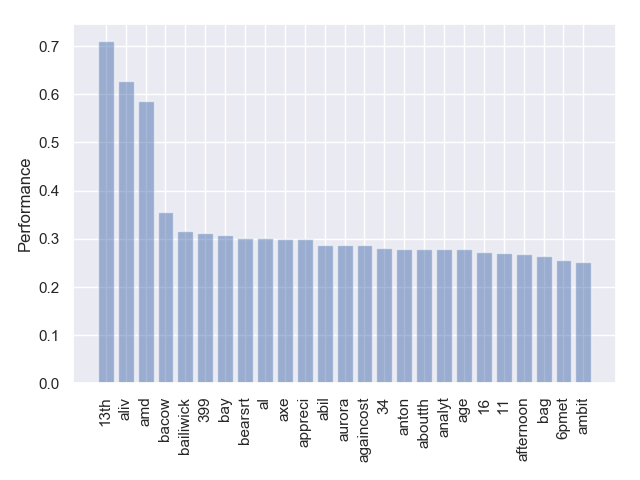 Performance
0.7
0.6
0.5
0.4
0.3
0.2
0.1
0.0
13th
aliv
amd
bacow
bailiwick
399
bay
bearsrt
al
axe
appreci
abil
aurora
againcost
34
anton
aboutth
analyt
age
16
11
afternoon
bag
6pmet
ambit